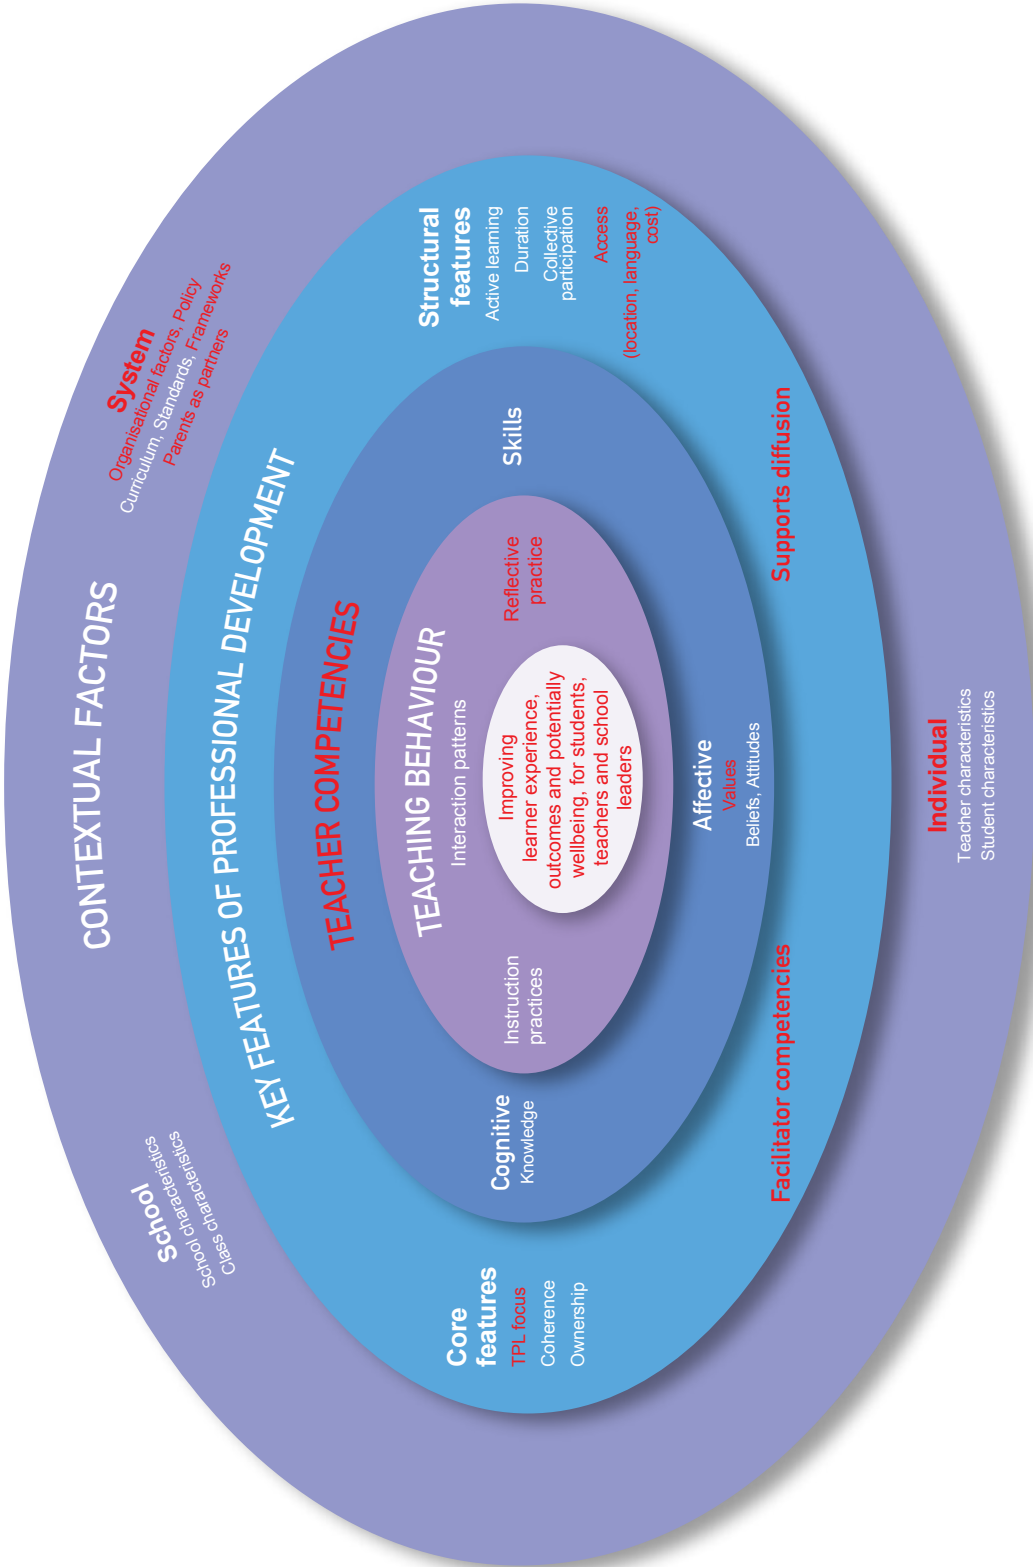 CONTEXTUAL FACTORS
School
School characteristics
Class characteristics
System
Organisational factors, Policy
Curriculum, Standards, Frameworks
Parents as partners
KEY FEATURES OF PROFESSIONAL DEVELOPMENT
Core
features
TPL focus
Coherence
Ownership
Structural
features
Active learning
Duration
Collective
participation
Access
(location, language,
cost)
TEACHER COMPETENCIES
Cognitive
Knowledge
Skills
TEACHING BEHAVIOUR
Interaction patterns
Instruction
practices
Reflective
practice
Improving
learner experience,
outcomes and potentially
wellbeing, for students,
teachers and school
leaders
Affective
Values
Beliefs, Attitudes
Facilitator competencies
Supports diffusion
Individual
Teacher characteristics
Student characteristics